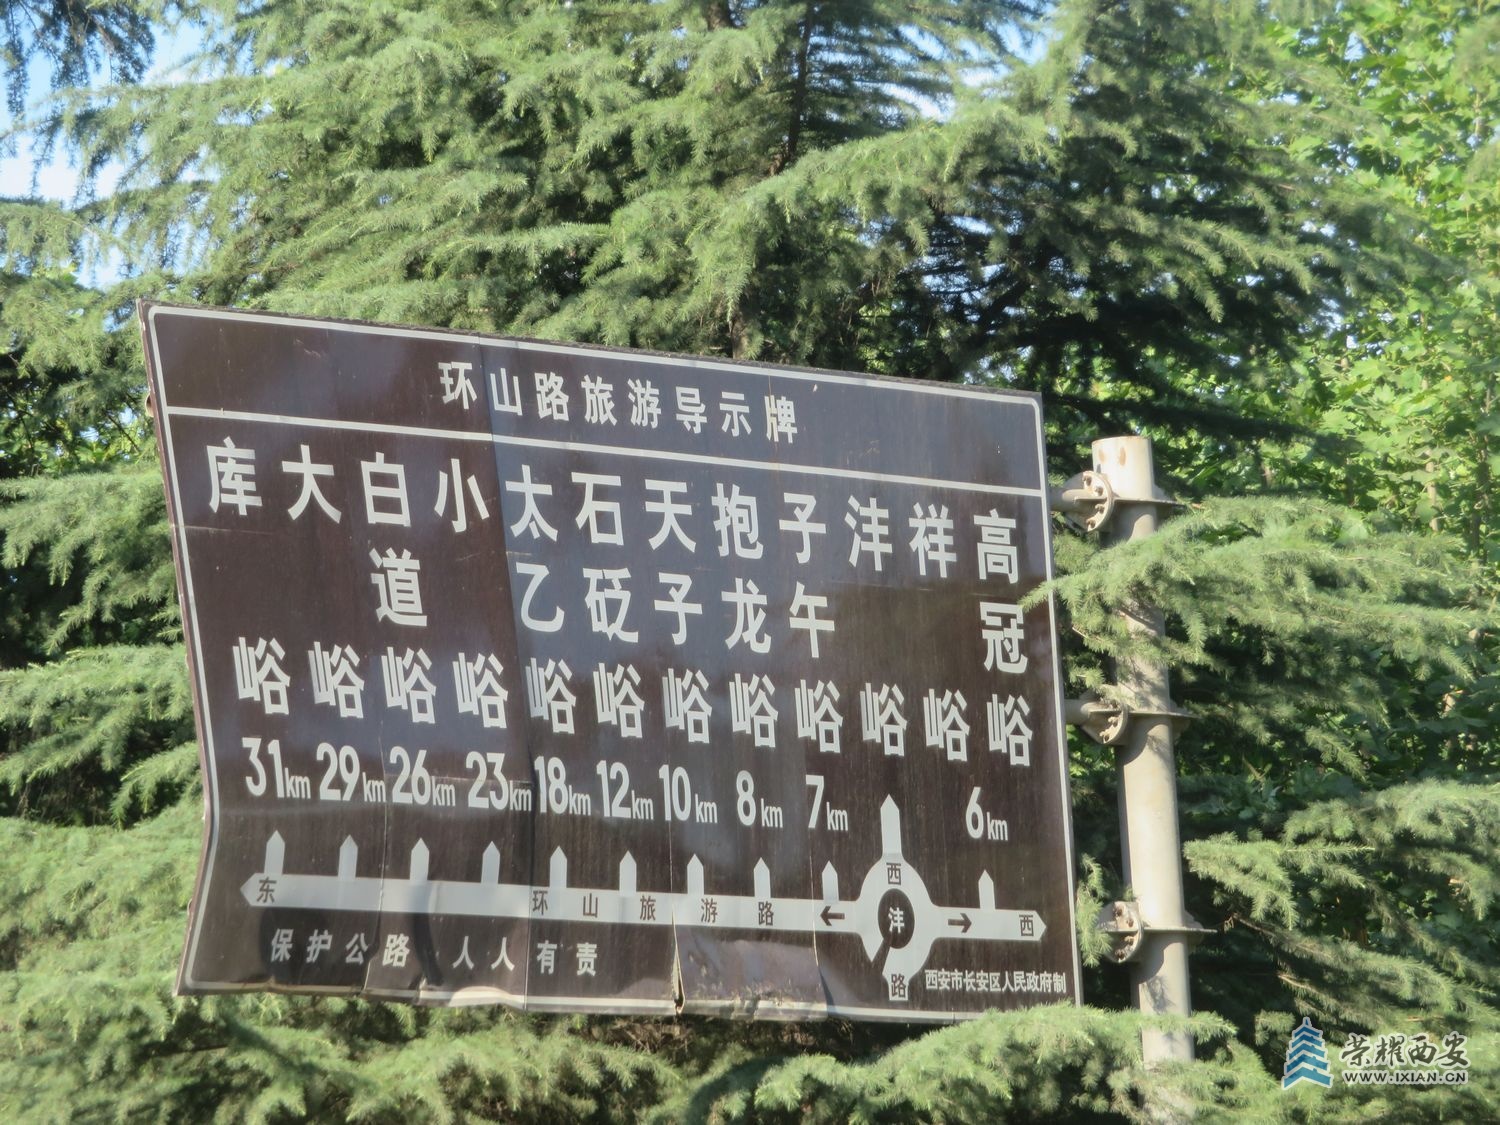 环山路旅游导示牌
库 大 白 小 太 石 天 抱 子 沣 祥 高
道 乙 砭 子 龙 午 冠
峪 峪 峪 峪 峪 峪 峪 峪 峪 峪 峪 峪
31km 29km 26km 23km 18km 12km 10km 8km 7km 6km
西
东 环山旅游路 ← 沣 → 西
路
保护公路 人人有责
西安市长安区人民政府制
荣耀西安
WWW.IXIAN.CN